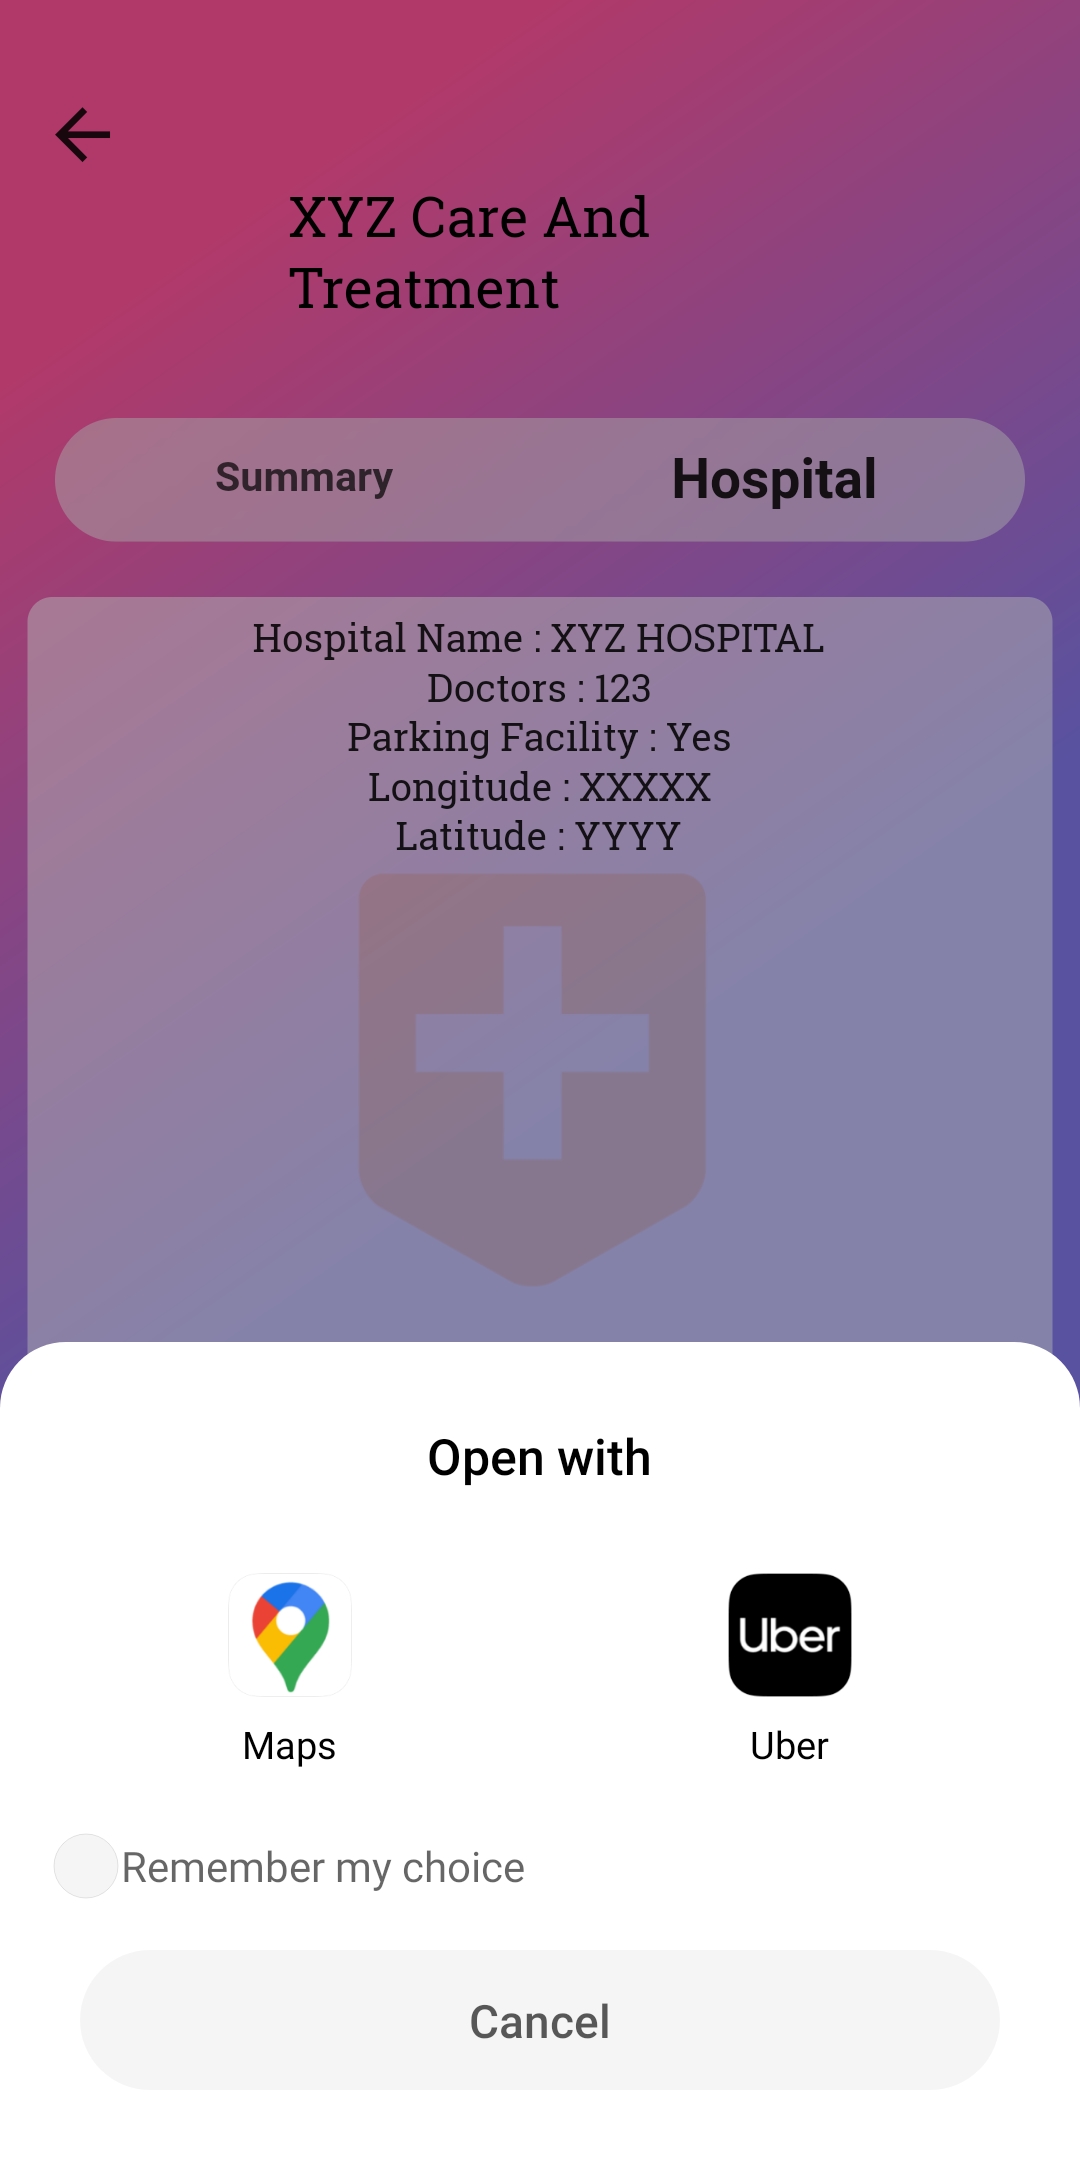 XYZ Care And
Treatment
Summary
Hospital
Hospital Name : XYZ HOSPITAL
Doctors : 123
Parking Facility : Yes
Longitude : XXXXX
Latitude : YYYY
Open with
Uber
Maps
Uber
Remember my choice
Cancel